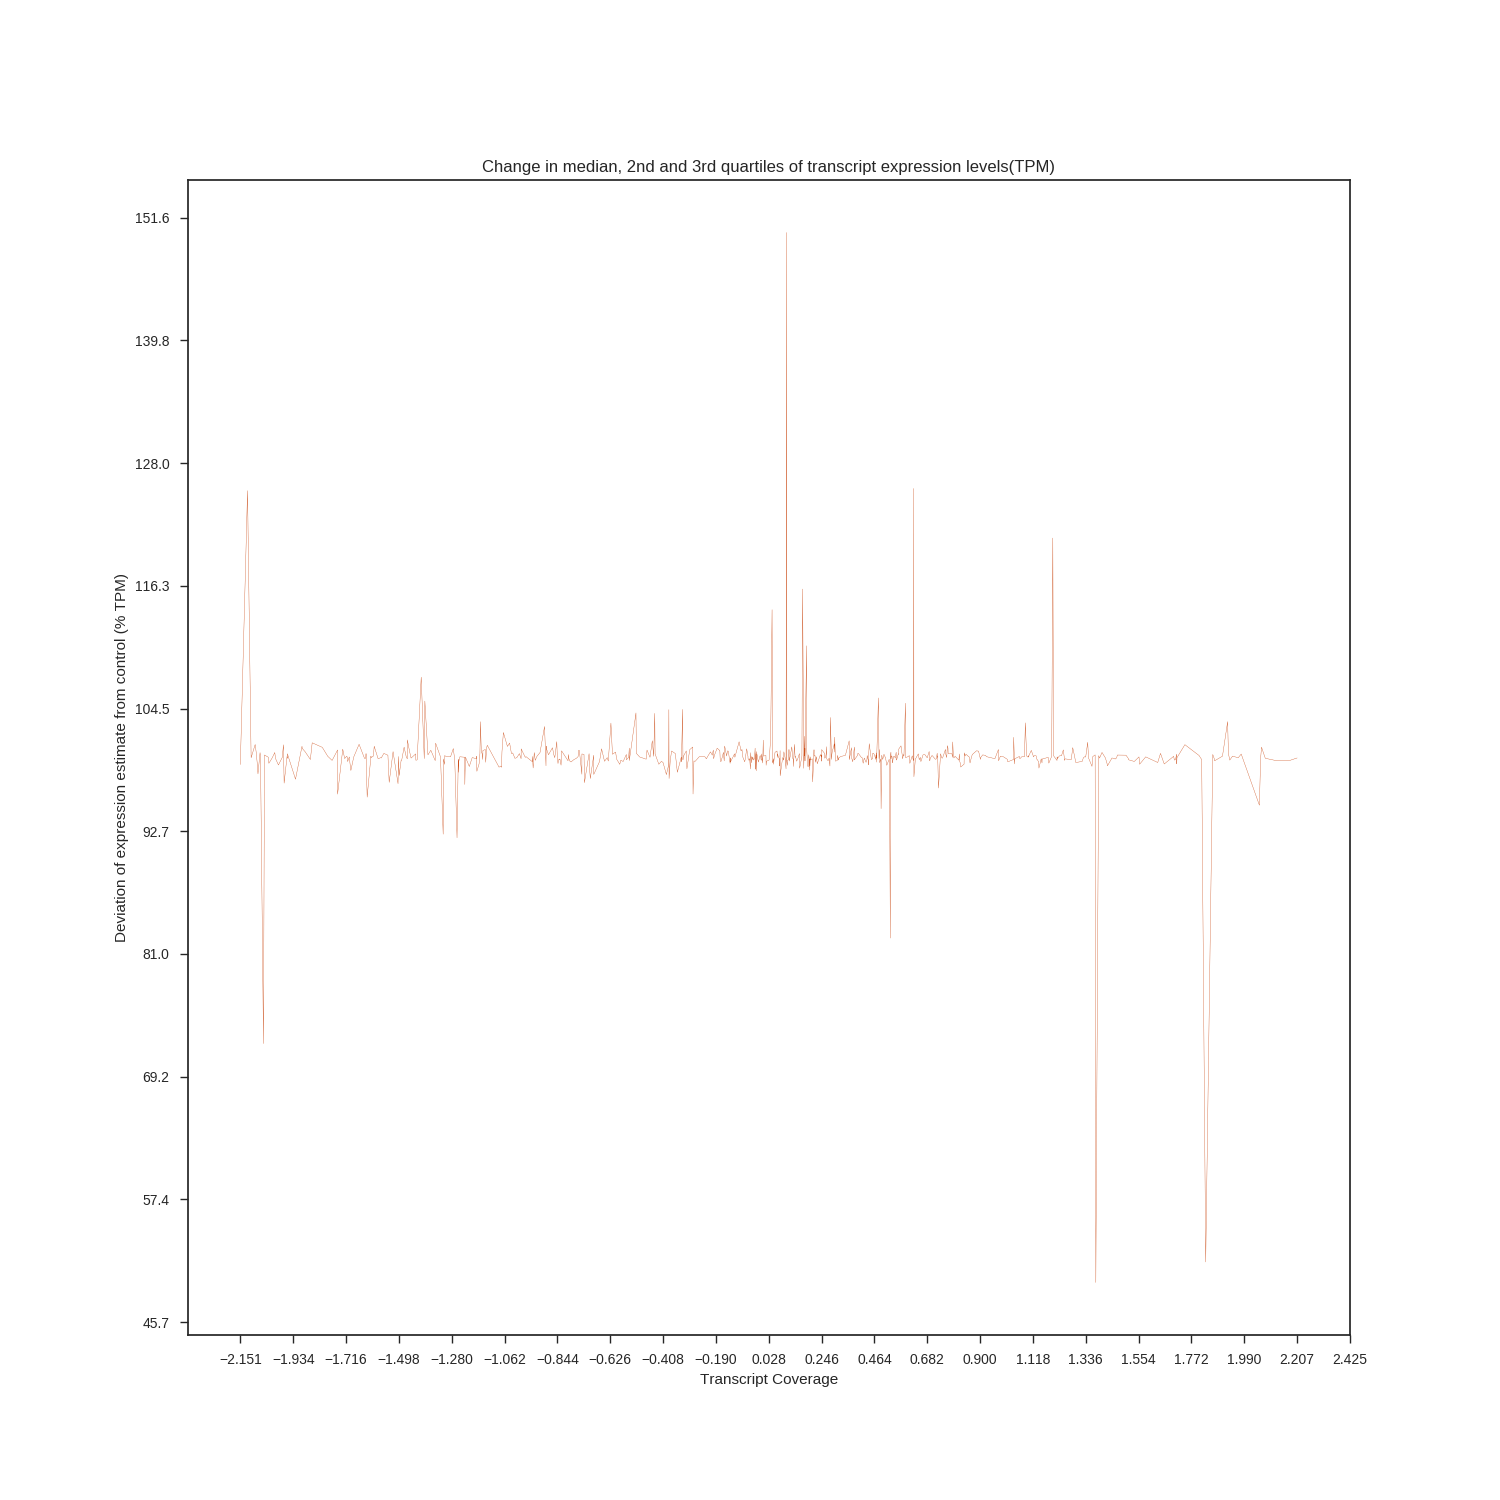 Change in median, 2nd and 3rd quartiles of transcript expression levels(TPM)
151.6
139.8
128.0
116.3
104.5
92.7
81.0
69.2
57.4
45.7
Deviation of expression estimate from control (% TPM)
−2.151 −1.934 −1.716 −1.498 −1.280 −1.062 −0.844 −0.626 −0.408 −0.190 0.028 0.246 0.464 0.682 0.900 1.118 1.336 1.554 1.772 1.990 2.207 2.425
Transcript Coverage